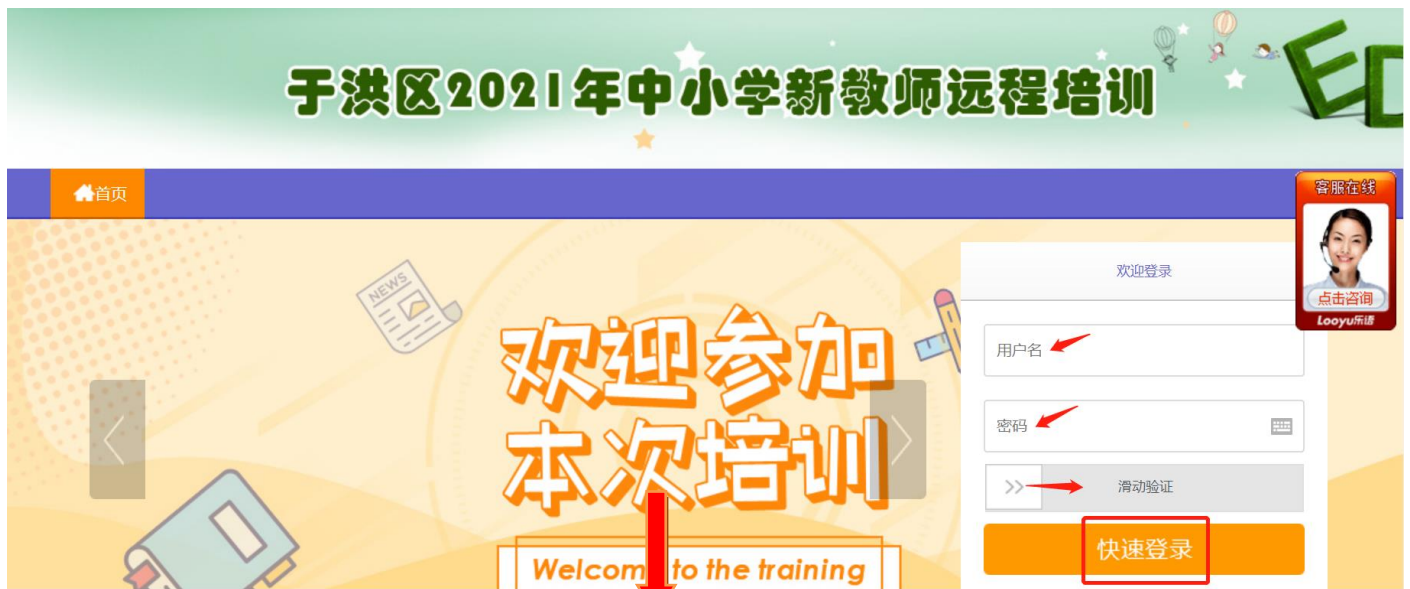 于洪区2021年中小学新教师远程培训
ED
首页
客服在线
点击咨询
Looyu乐语
欢迎登录
NEWS
欢迎参加
本次培训
用户名
密码
滑动验证
快速登录
Welcom to the training